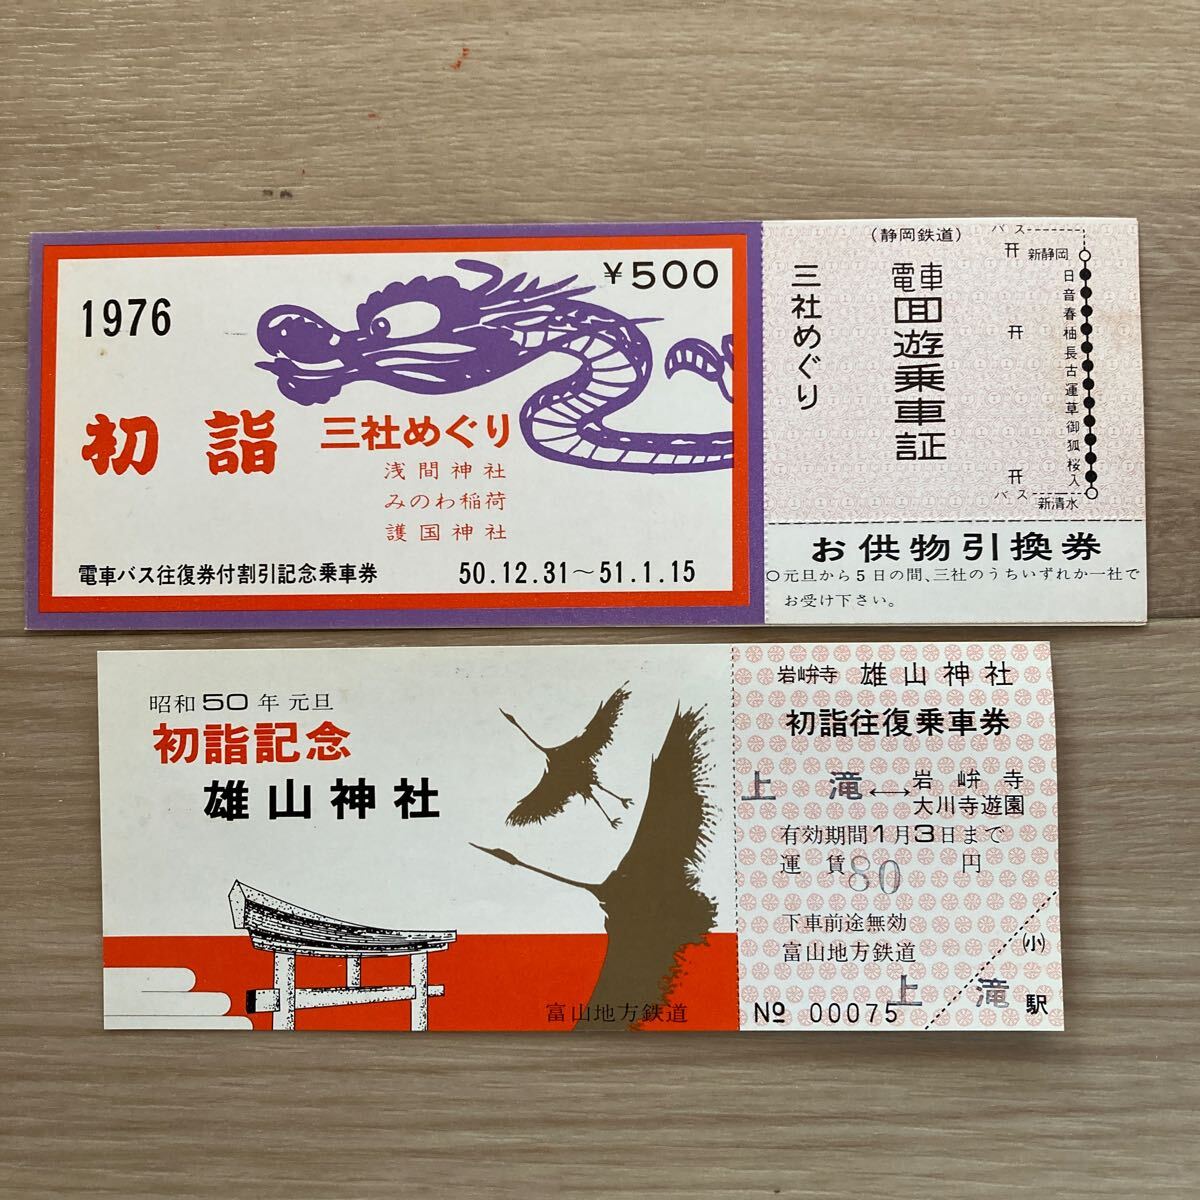 1976
¥500
初詣
三社めぐり
浅間神社
みのわ稲荷
護国神社
電車バス往復券付割引記念乗車券
50.12.31～51.1.15
(静岡鉄道)
電車回遊乗車証
三社めぐり
バス
新静岡
日
音
春
柚
長
古
運
草
御
狐
桜
入
バス
新清水
お供物引換券
○元旦から5日の間、三社のうちいずれか一社で
お受け下さい。
昭和50年 元旦
初詣記念
雄山神社
富山地方鉄道
岩峅寺 雄山神社
初詣往復乗車券
上滝↔岩峅寺
大川寺遊園
有効期間1月3日まで
運賃80円
下車前途無効
富山地方鉄道
小
上滝駅
No 00075